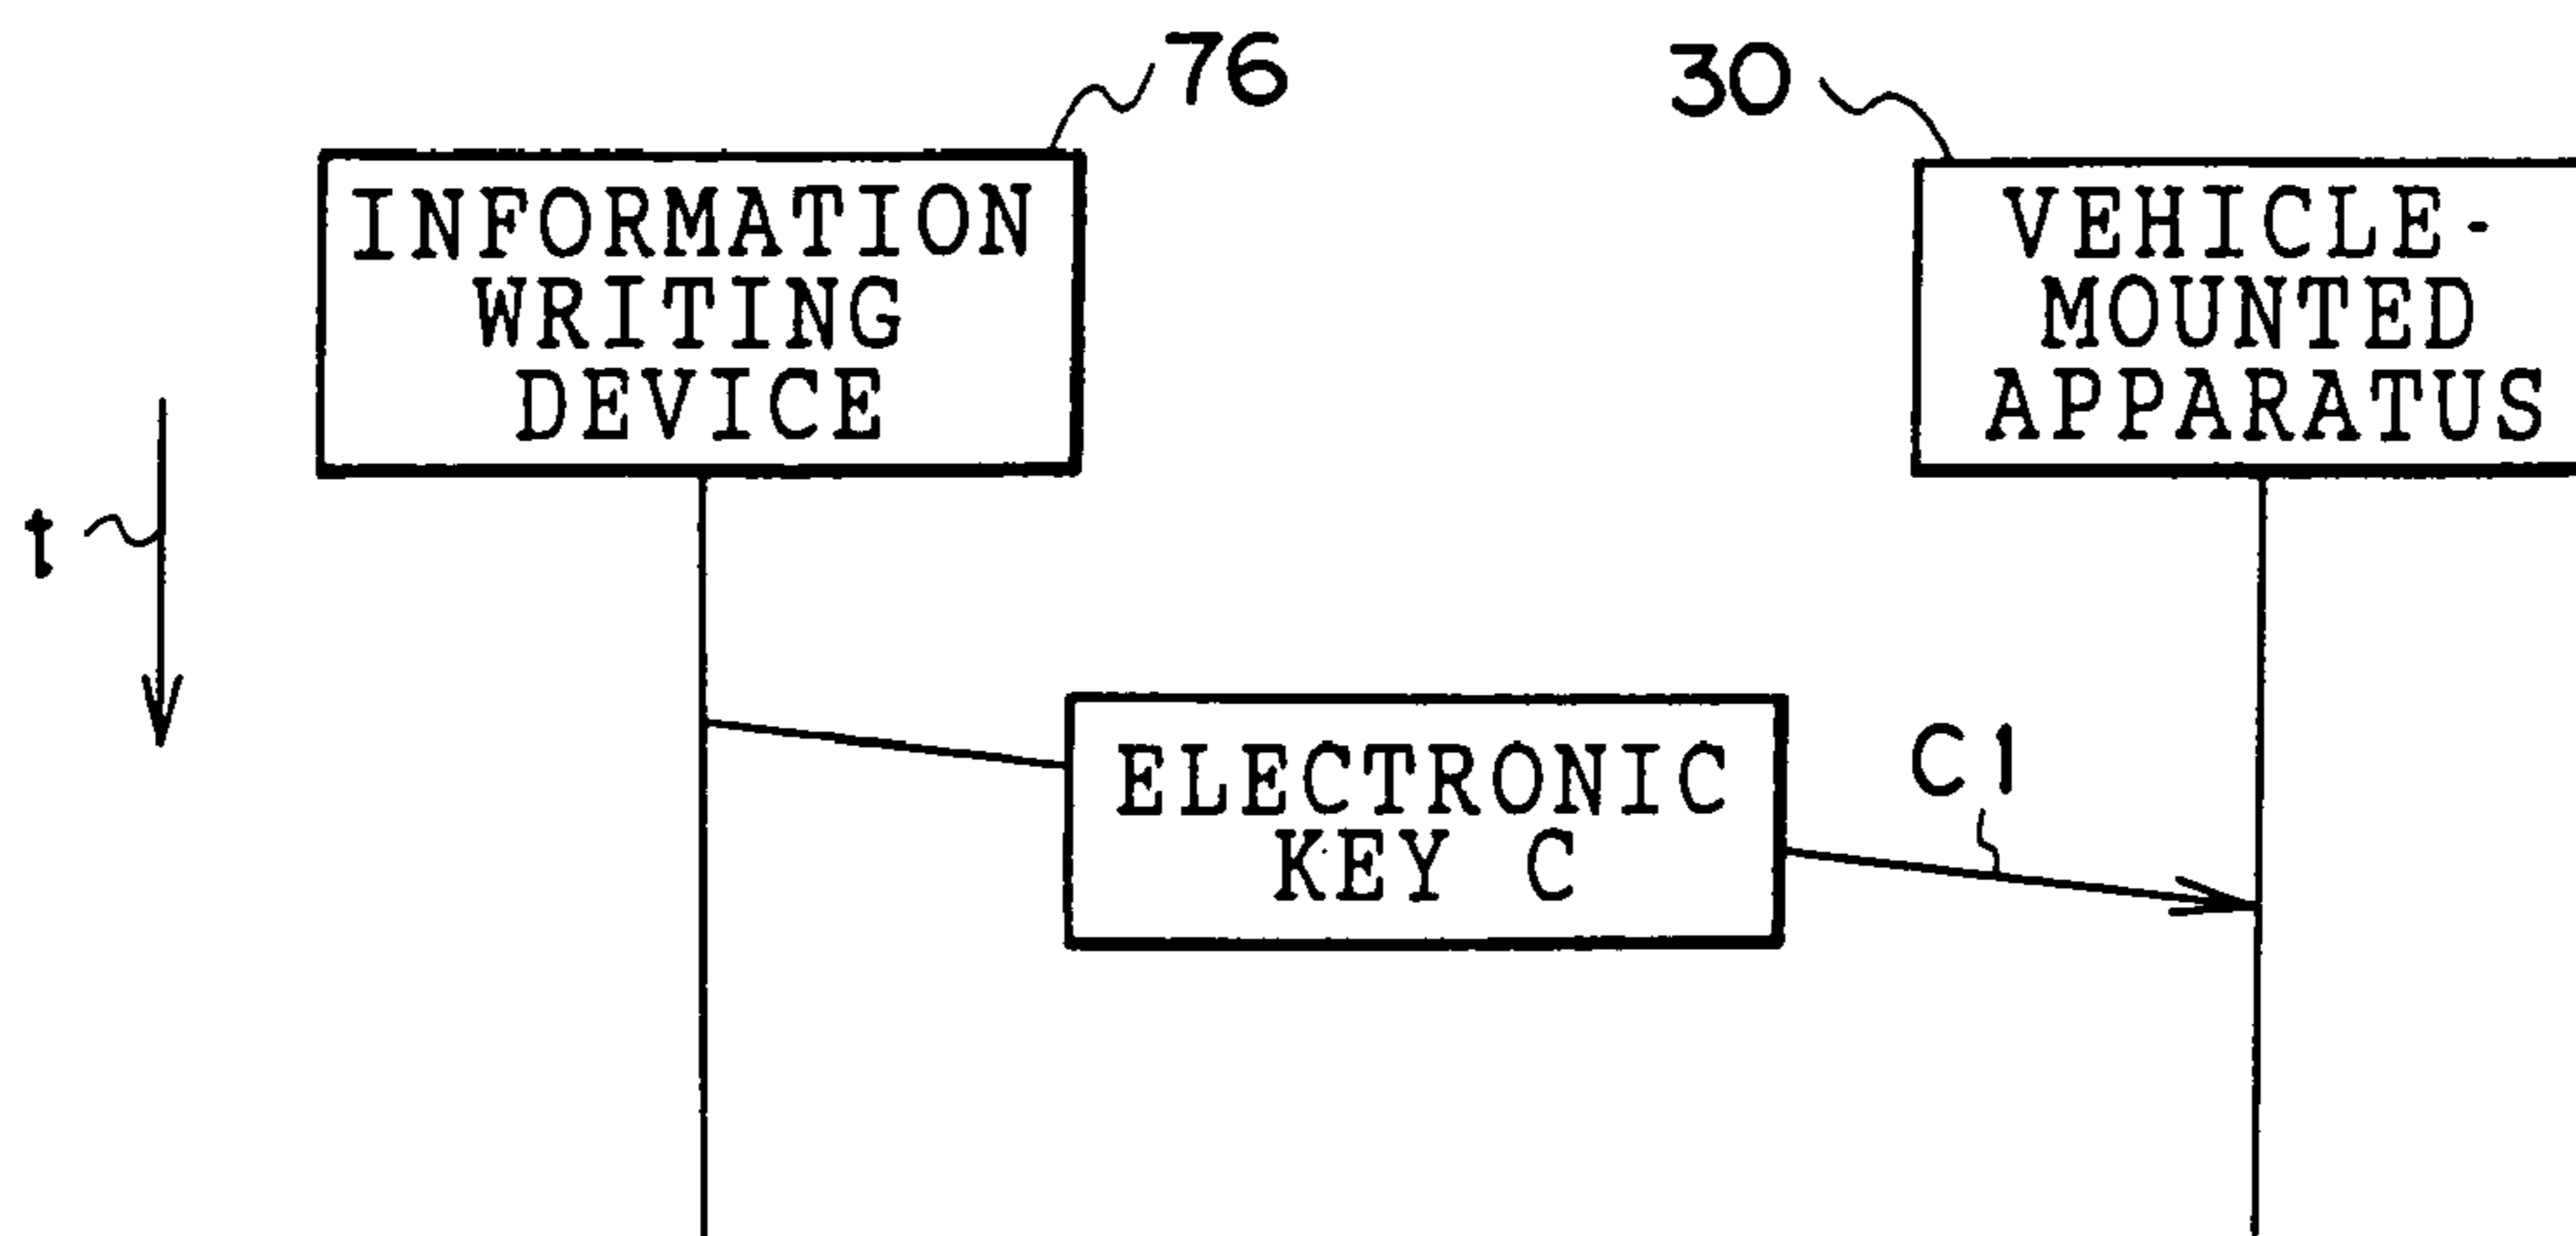 76
30
INFORMATION
WRITING
DEVICE
VEHICLE-
MOUNTED
APPARATUS
t
ELECTRONIC
KEY C
C1